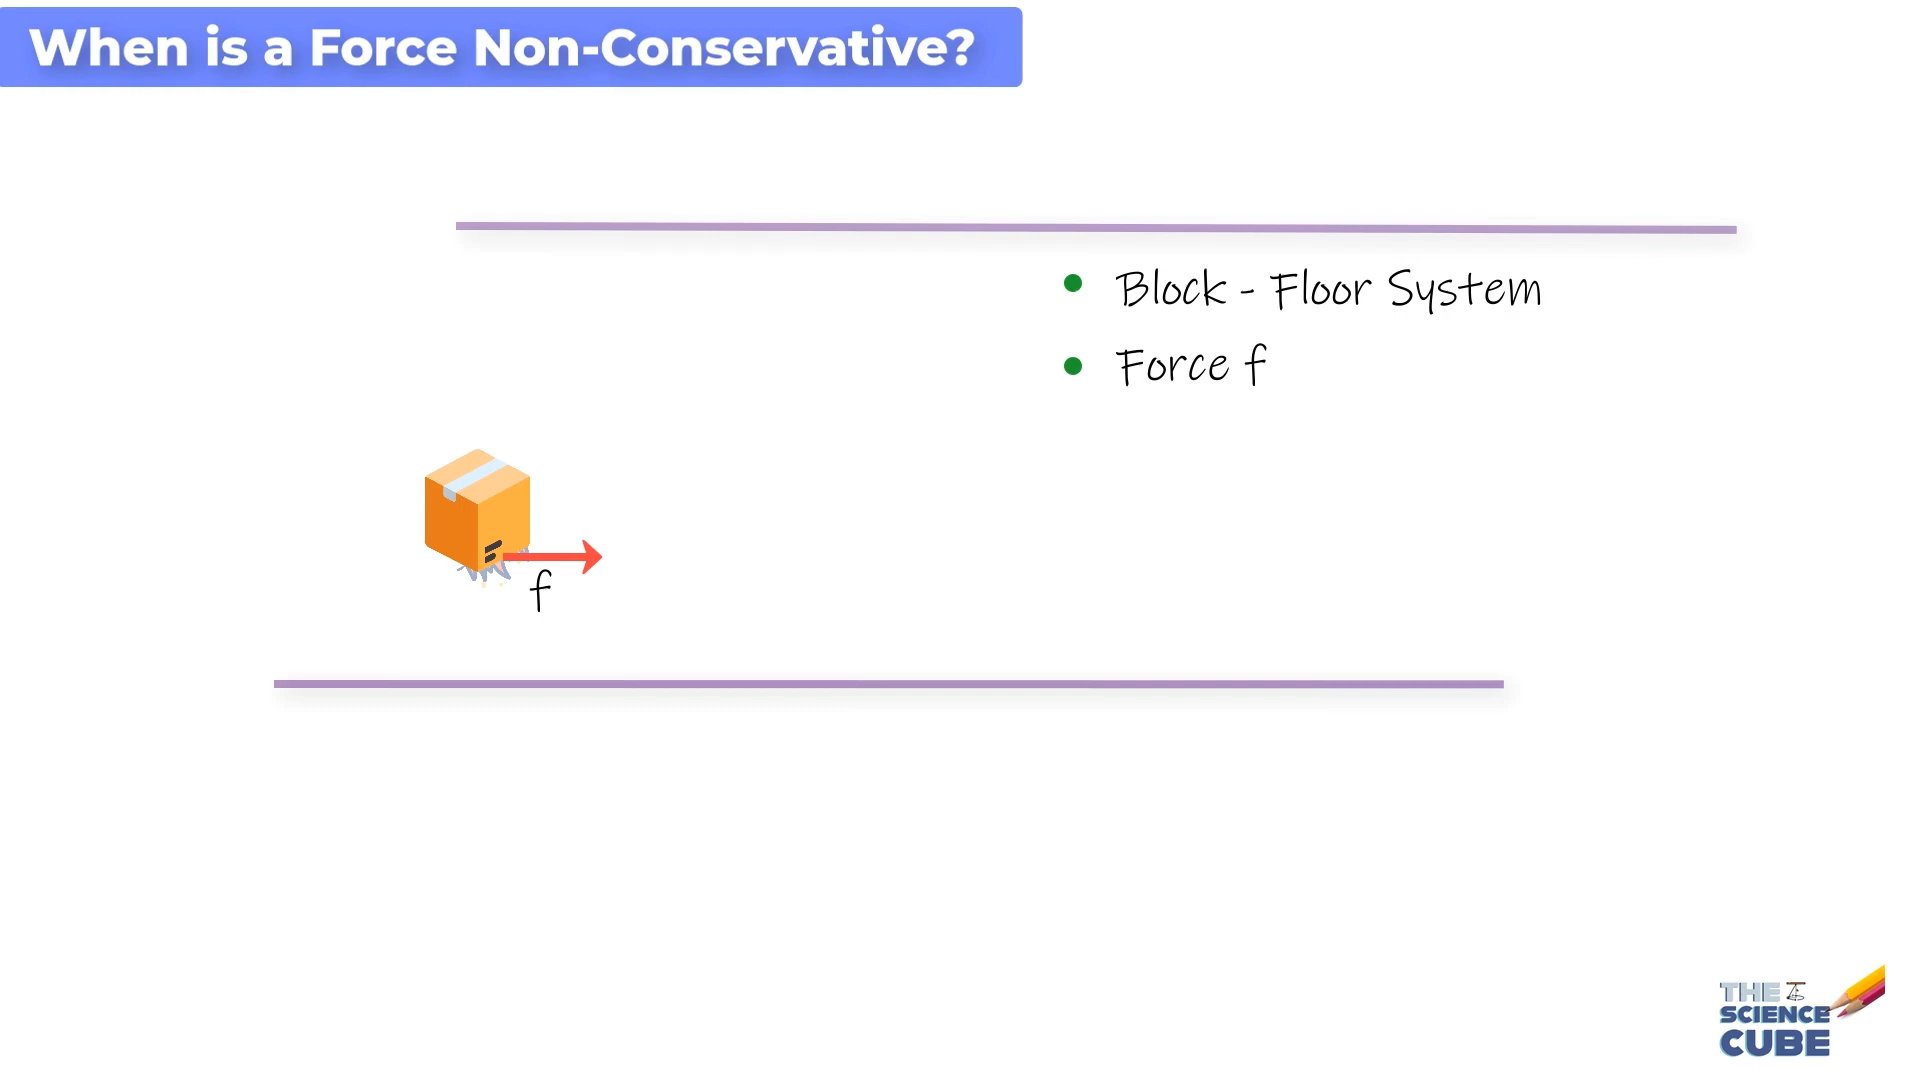 When is a Force Non-Conservative?
Block - Floor System
Force f
f
THE
SCIENCE
CUBE